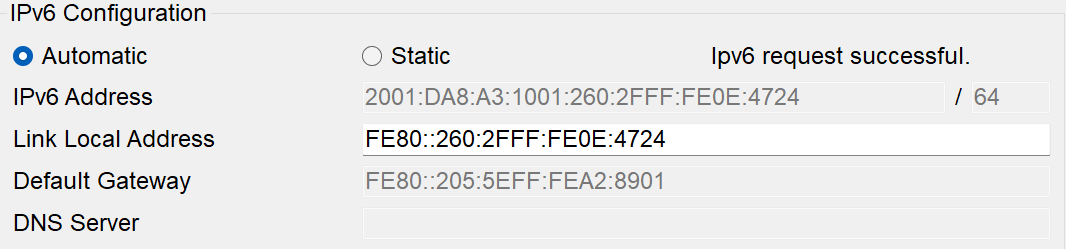 IPv6 Configuration
Automatic Static Ipv6 request successful.
IPv6 Address 2001:DA8:A3:1001:260:2FFF:FE0E:4724 / 64
Link Local Address FE80::260:2FFF:FE0E:4724
Default Gateway FE80::205:5EFF:FEA2:8901
DNS Server